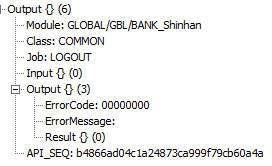 Output {} (6)
Module: GLOBAL/GBL/BANK_Shinhan
Class: COMMON
Job: LOGOUT
Input {} (0)
Output {} (3)
ErrorCode: 00000000
ErrorMessage:
Result {} (0)
API_SEQ: b4866ad04c1a24873ca999f79cb60a4a